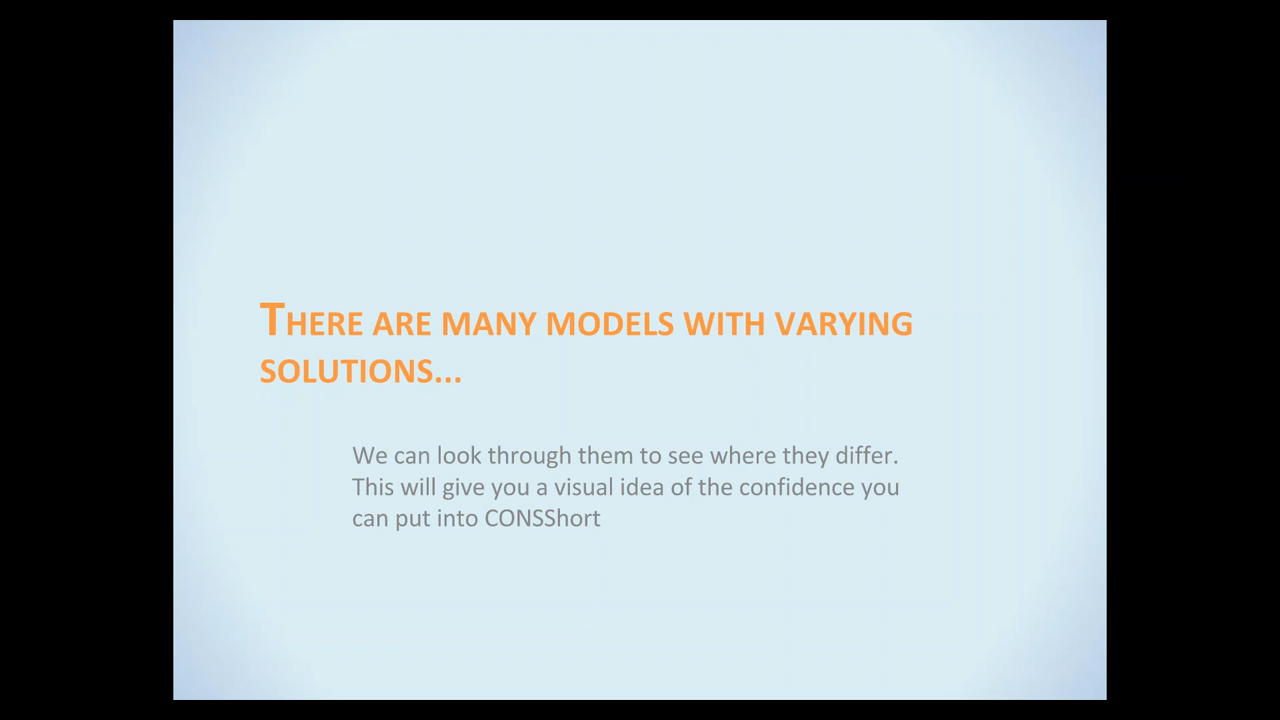 THERE ARE MANY MODELS WITH VARYING
SOLUTIONS...
We can look through them to see where they differ.
This will give you a visual idea of the confidence you
can put into CONSShort